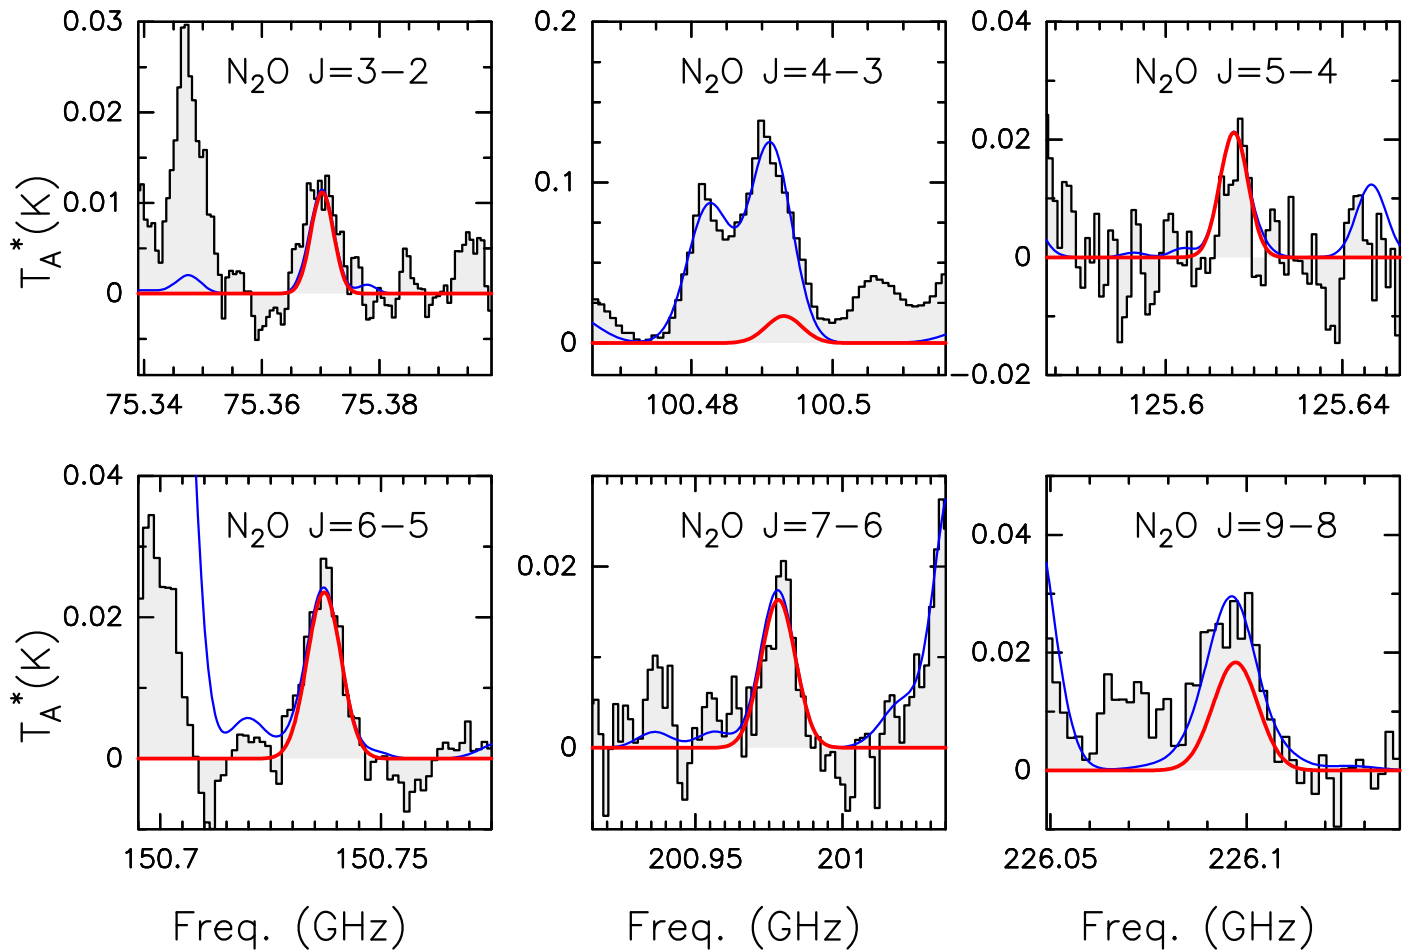 0.03
0.02
0.01
0
N₂O J=3−2
75.34 75.36 75.38
T_A*(K)
0.2
0.1
0
N₂O J=4−3
100.48 100.5
0.04
0.02
0
−0.02
N₂O J=5−4
125.6 125.64
0.04
0.02
0
N₂O J=6−5
150.7 150.75
T_A*(K)
Freq. (GHz)
0.02
0
N₂O J=7−6
200.95 201
Freq. (GHz)
0.04
0.02
0
N₂O J=9−8
226.05 226.1
Freq. (GHz)